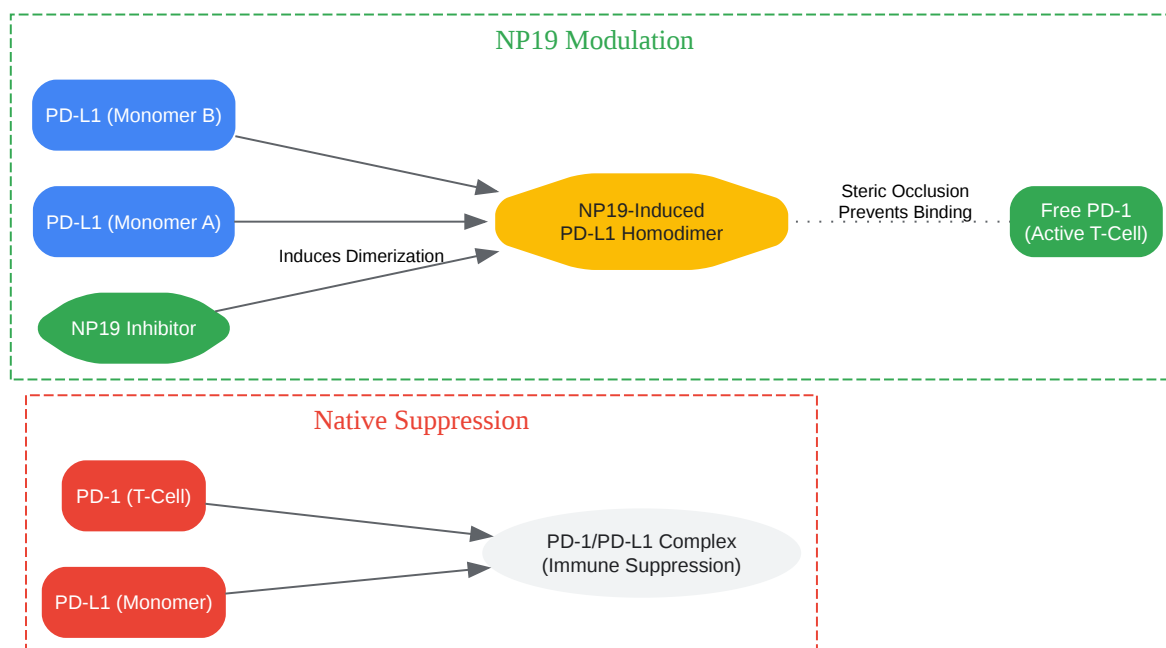 NP19 Modulation
PD-L1 (Monomer B)
PD-L1 (Monomer A)
Induces Dimerization
NP19 Inhibitor
NP19-Induced
PD-L1 Homodimer
Steric Occlusion
Prevents Binding
Free PD-1
(Active T-Cell)
Native Suppression
PD-1 (T-Cell)
PD-L1 (Monomer)
PD-1/PD-L1 Complex
(Immune Suppression)